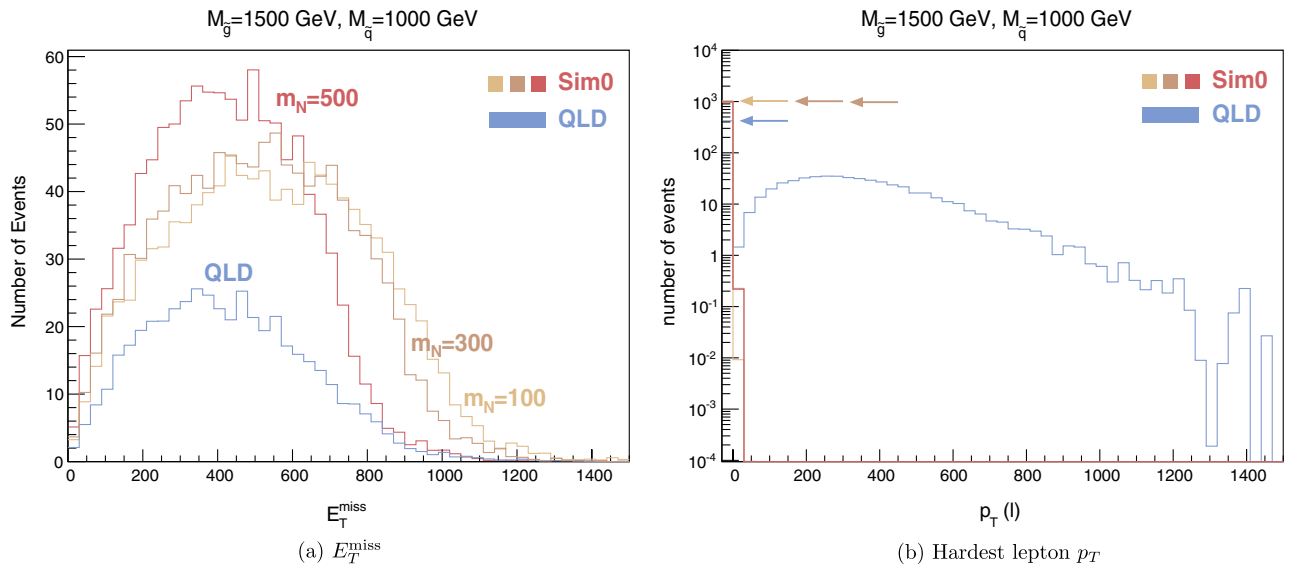 M_g̃=1500 GeV, M_q̃=1000 GeV
Number of Events
60
50
40
30
20
10
0
0 200 400 600 800 1000 1200 1400
E_T^miss
Sim0
QLD
m_N=500
QLD
m_N=300
m_N=100
(a) E_T^miss
M_g̃=1500 GeV, M_q̃=1000 GeV
number of events
10^4
10^3
10^2
10
1
10^-1
10^-2
10^-3
10^-4
0 200 400 600 800 1000 1200 1400
p_T (l)
Sim0
QLD
(b) Hardest lepton p_T